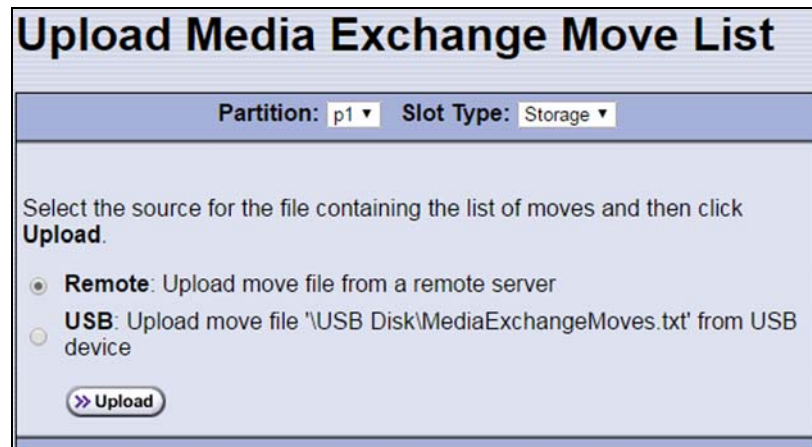 Upload Media Exchange Move List
Partition: p1 Slot Type: Storage
Select the source for the file containing the list of moves and then click
Upload.
Remote: Upload move file from a remote server
USB: Upload move file '\USB Disk\MediaExchangeMoves.txt' from USB
device
Upload